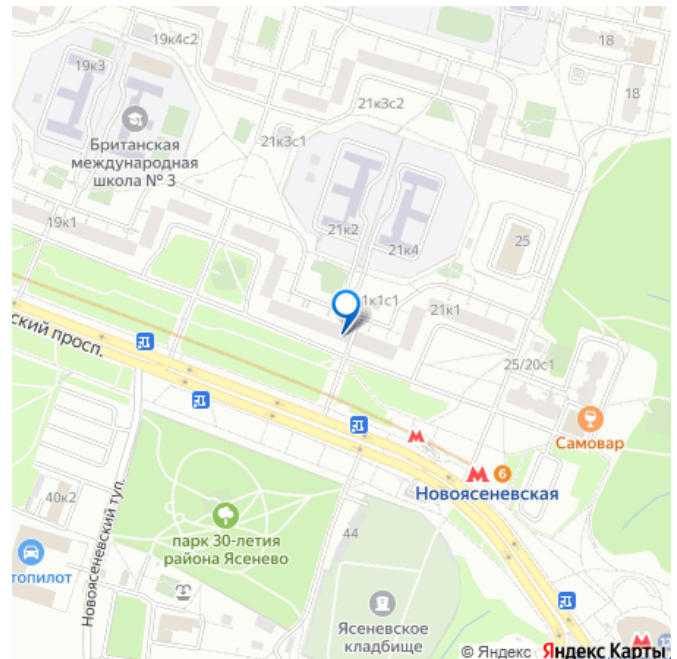 19к4с2
18
19к3
18
21к3с2
Британская
международная
школа № 3
21к3с1
19к1
21к2
21к4
25
1к1с1
21к1
ский просп.
25/20с1
Самовар
6
Новоясеневская
40к2
Новоясеневский туп.
парк 30-летия
района Ясенево
44
топилот
Ясеневское
кладбище
© Яндекс Яндекс Карты